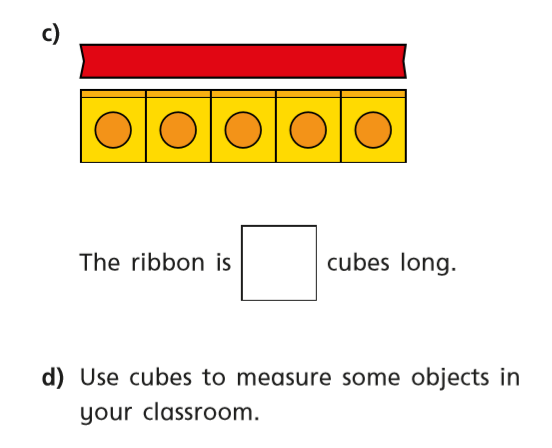 c)
The ribbon is cubes long.
d) Use cubes to measure some objects in
your classroom.